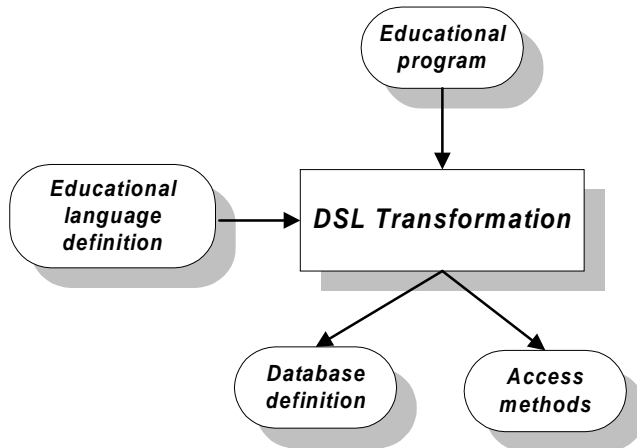 Educational
program
Educational
language
definition
DSL Transformation
Database
definition
Access
methods